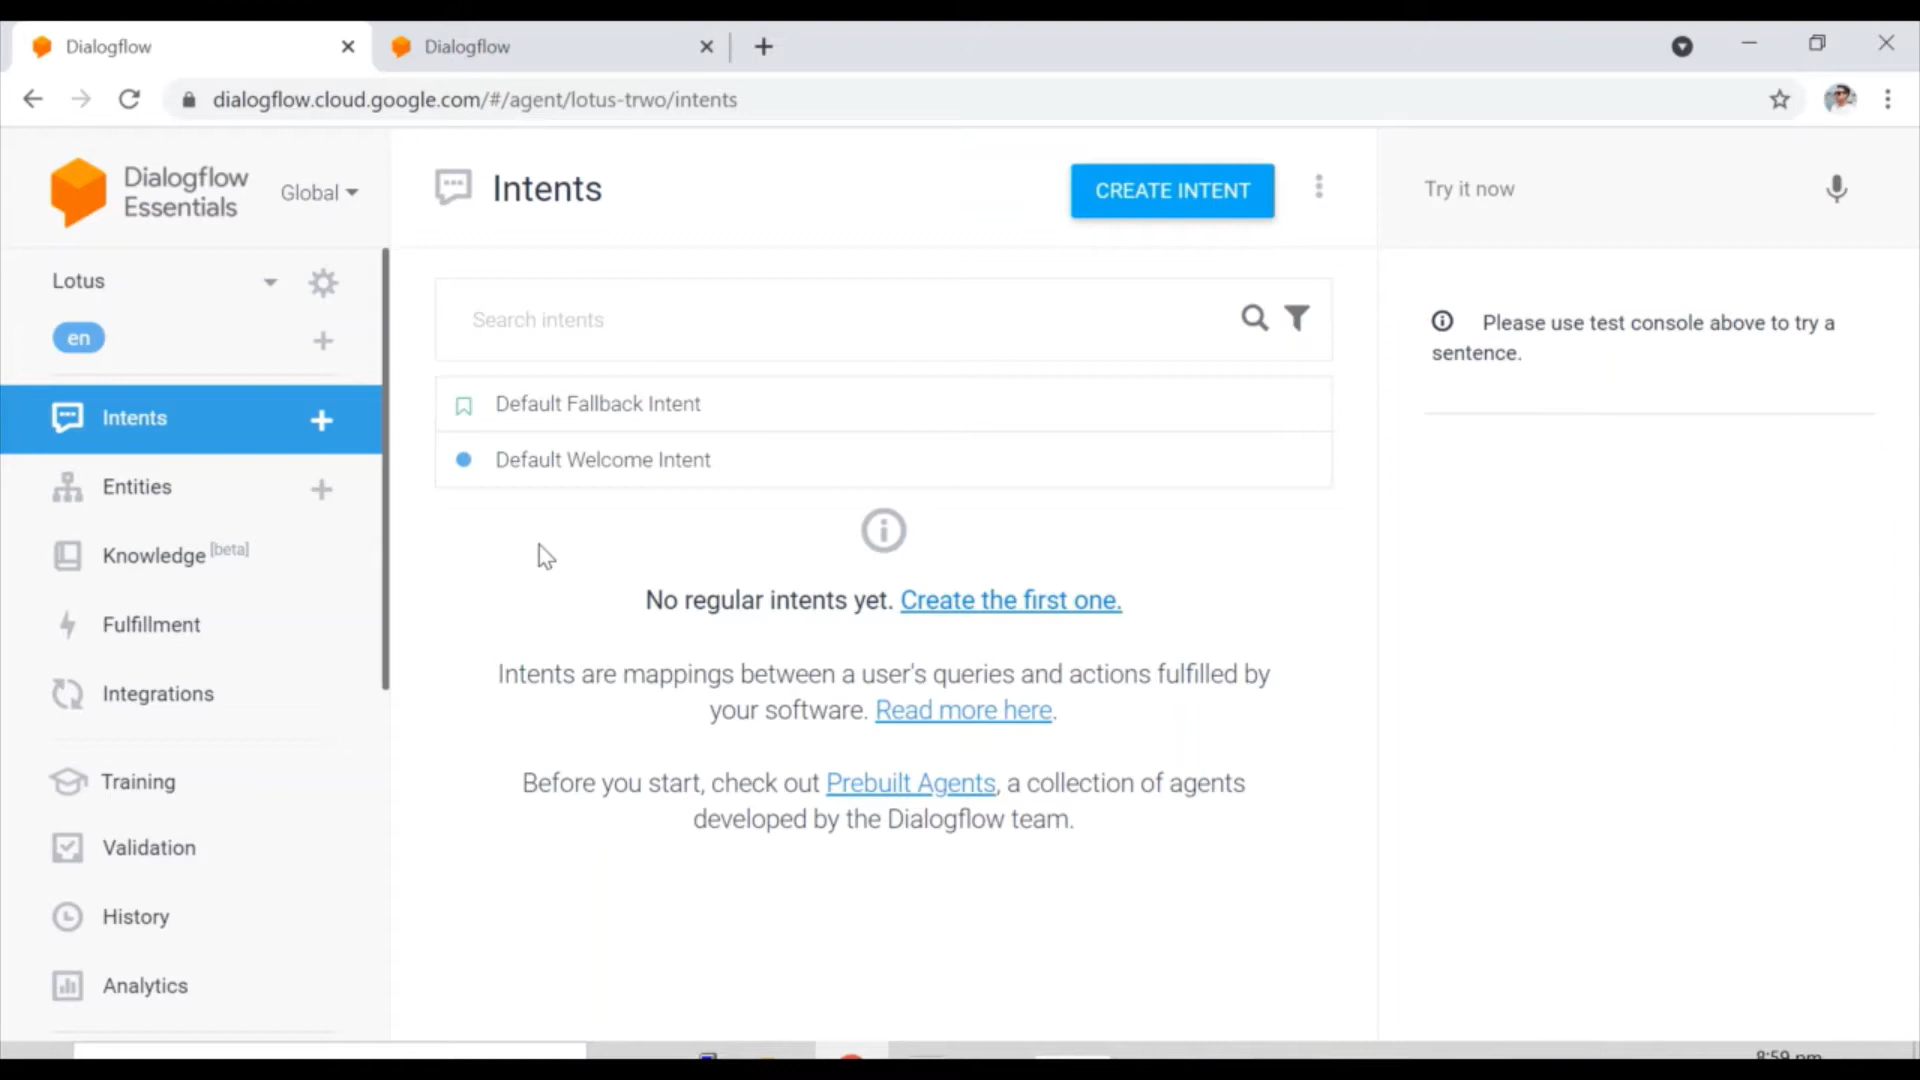 Dialogflow
Dialogflow
dialogflow.cloud.google.com/#/agent/lotus-trwo/intents
Dialogflow
Essentials
Global
Intents
CREATE INTENT
Try it now
Lotus
en
Search intents
Please use test console above to try a
sentence.
Intents
Default Fallback Intent
Default Welcome Intent
Entities
Knowledge [beta]
Fulfillment
Integrations
Training
Validation
History
Analytics
No regular intents yet. Create the first one.
Intents are mappings between a user's queries and actions fulfilled by
your software. Read more here.
Before you start, check out Prebuilt Agents, a collection of agents
developed by the Dialogflow team.
8:59 pm